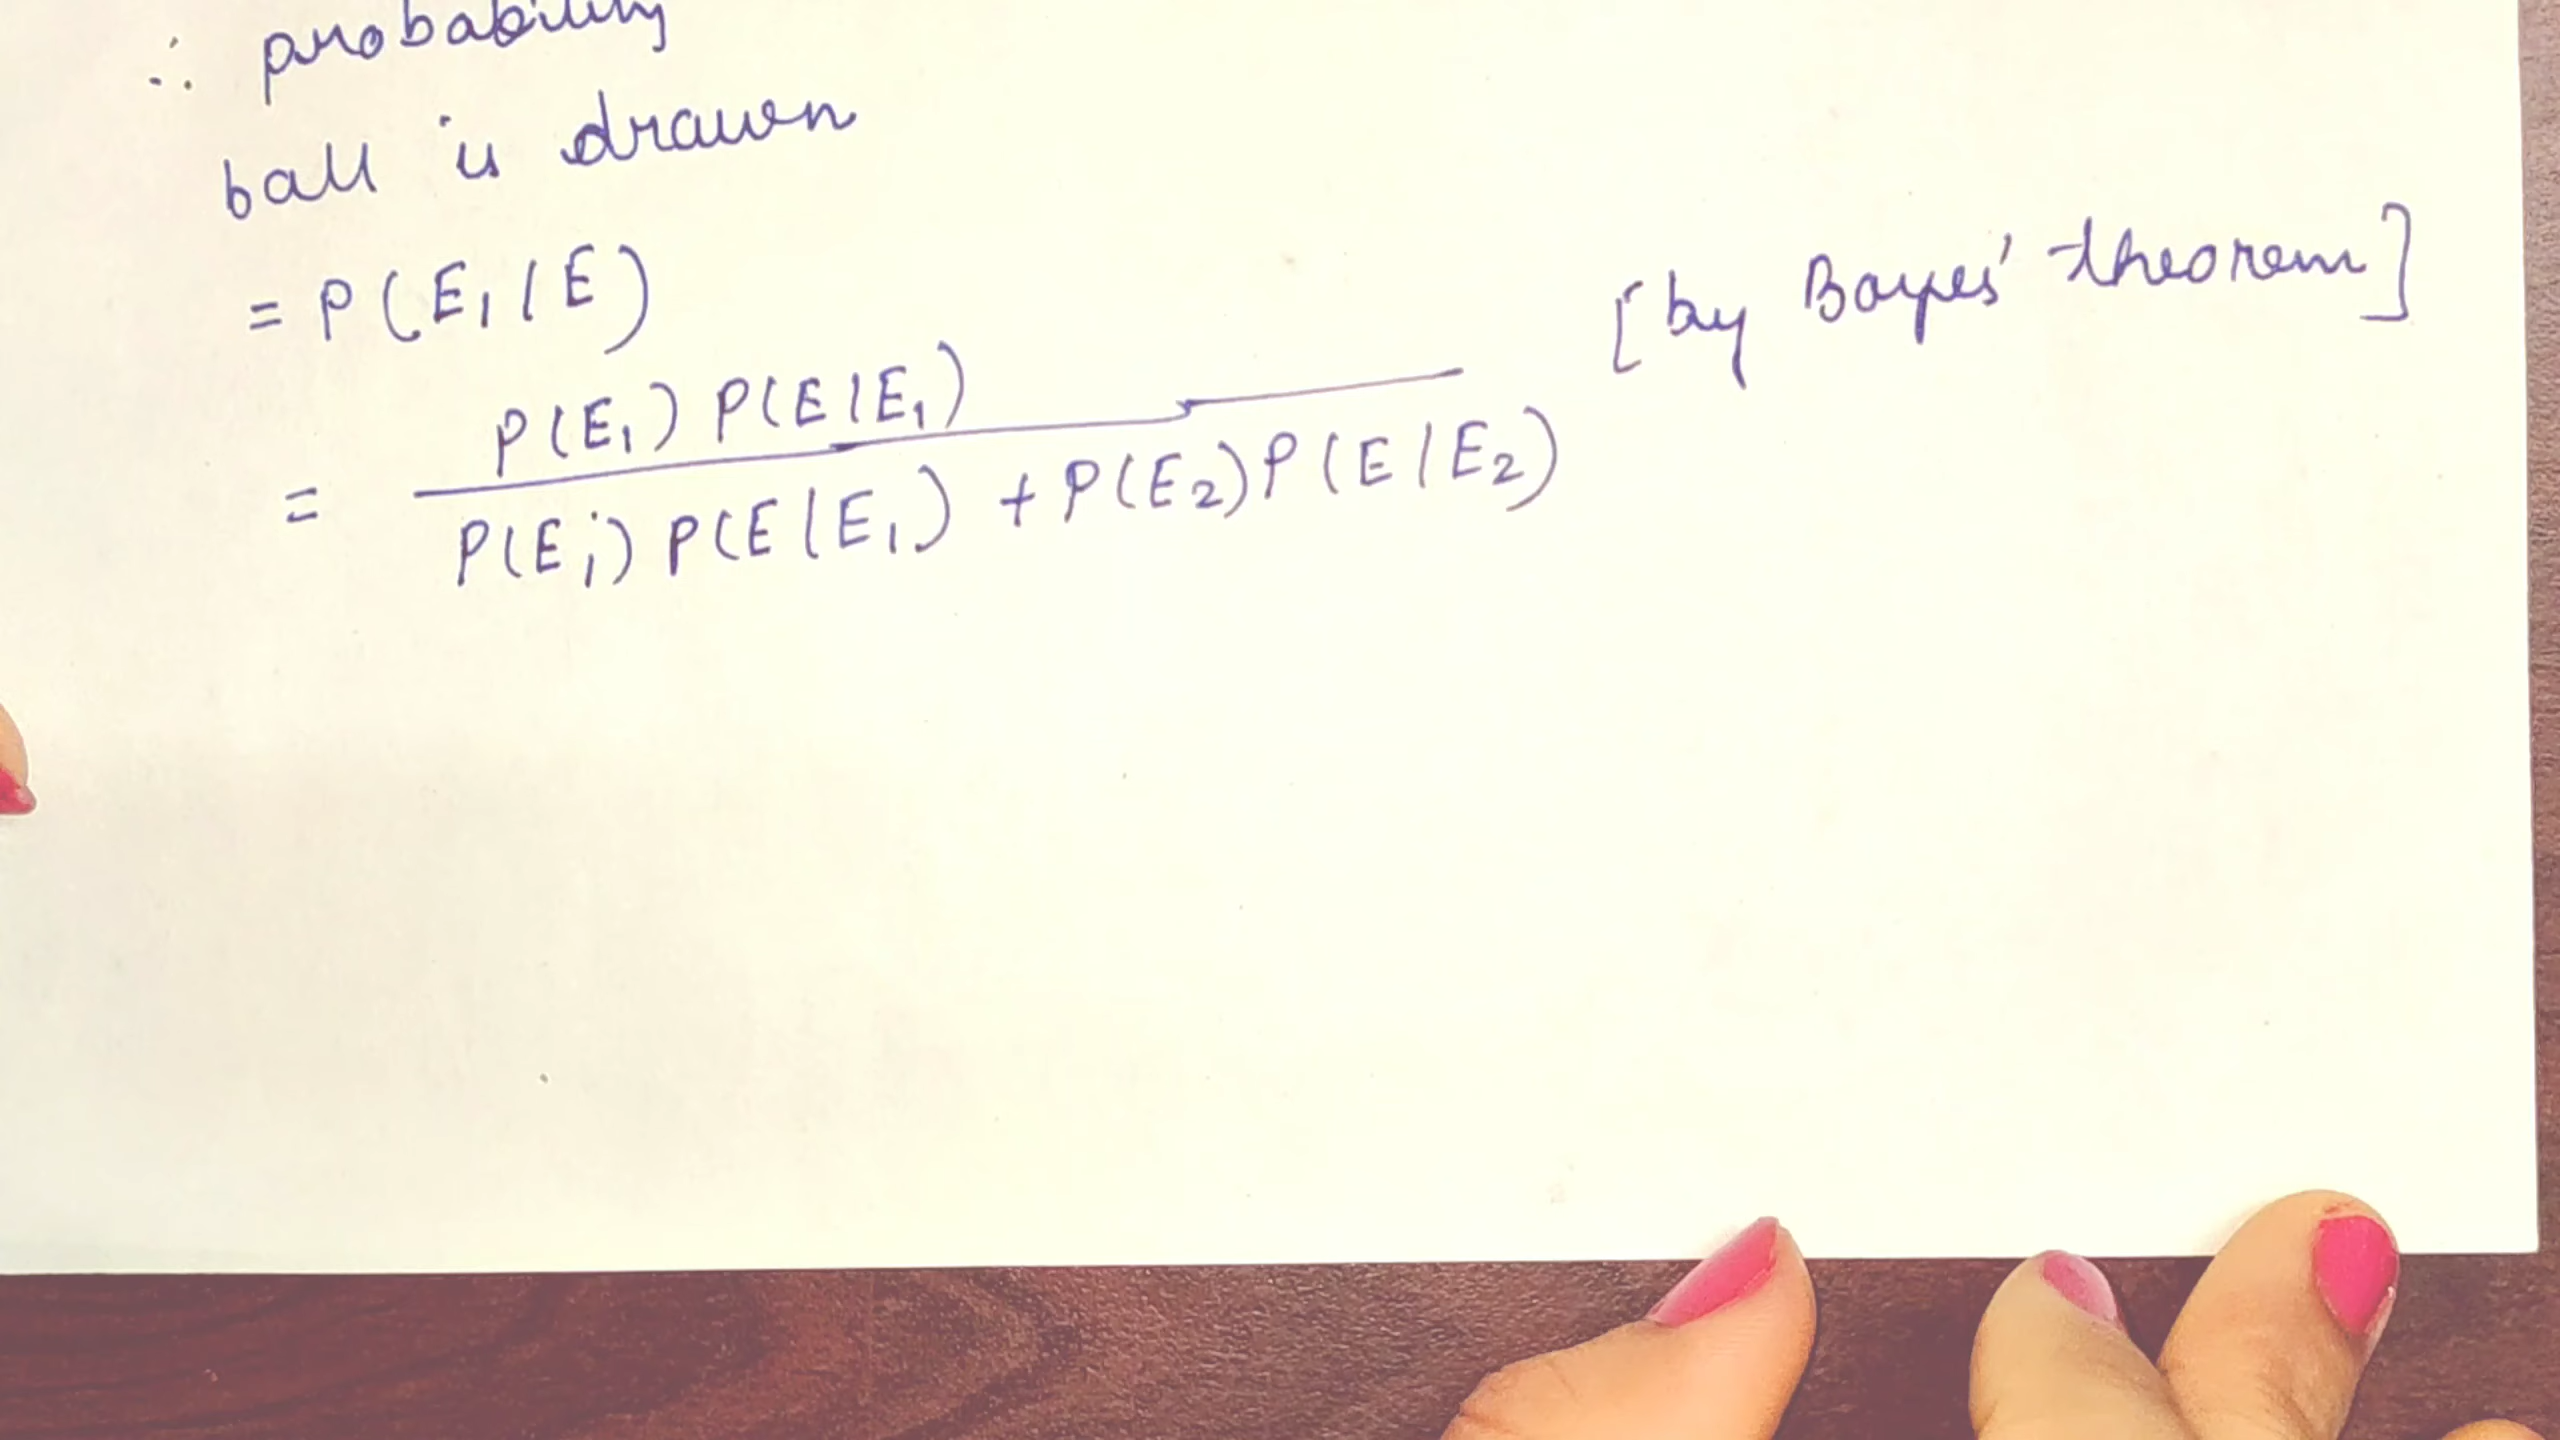 ∴ probability
ball is drawn
= P(E₁/E)
[by Bayes' theorem]
P(E₁) P(E/E₁)
=
P(E₁) P(E/E₁) + P(E₂)P(E/E₂)